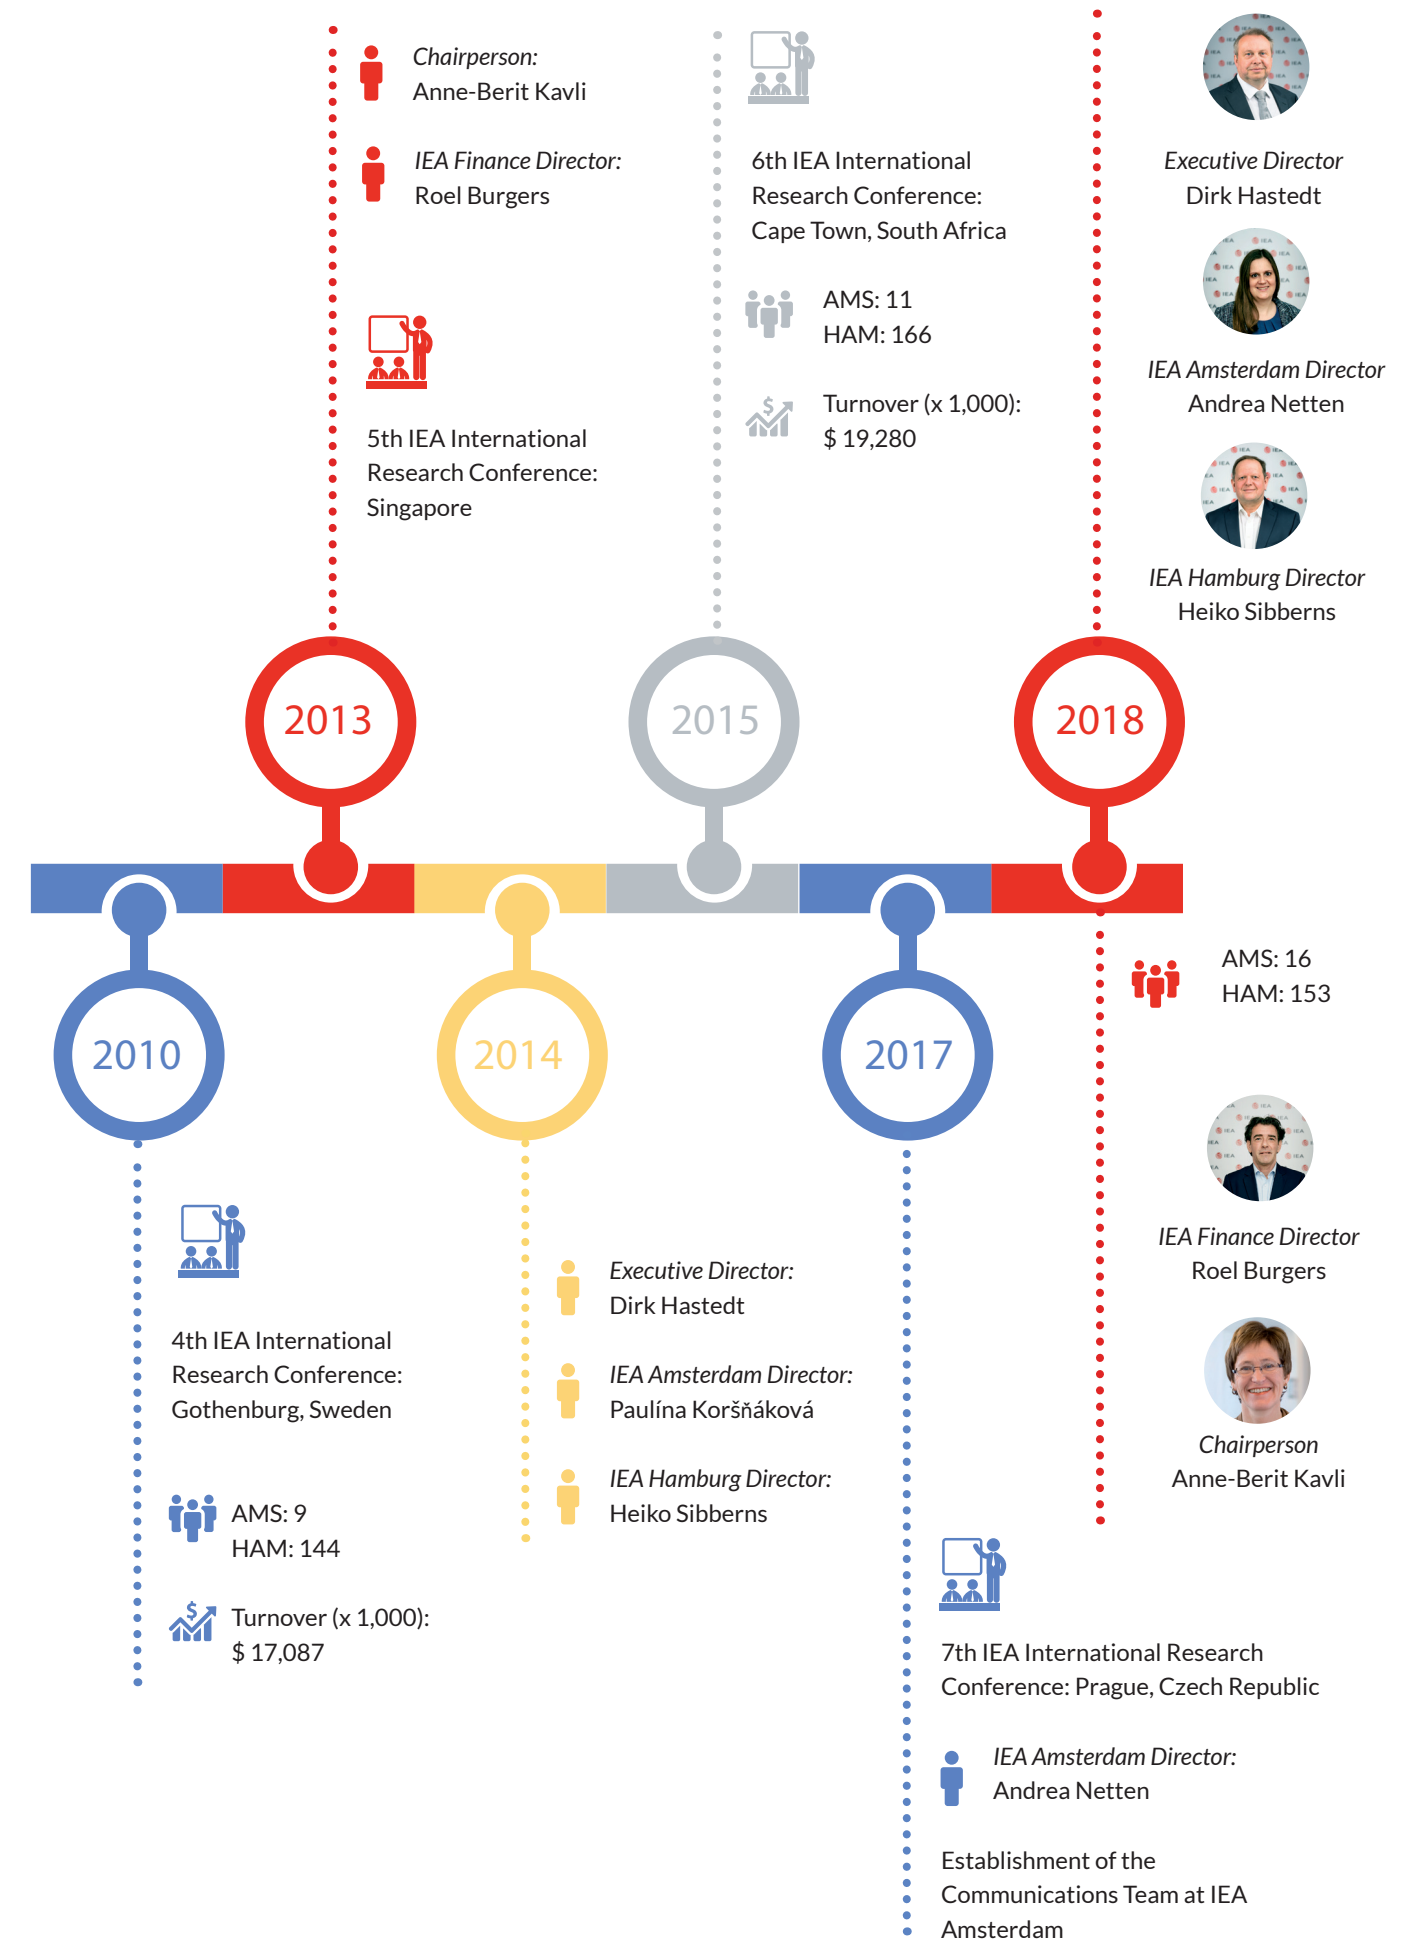 Chairperson:
Anne-Berit Kavli
IEA Finance Director:
Roel Burgers
5th IEA International
Research Conference:
Singapore
6th IEA International
Research Conference:
Cape Town, South Africa
AMS: 11
HAM: 166
Turnover (x 1,000):
$ 19,280
Executive Director
Dirk Hastedt
IEA Amsterdam Director
Andrea Netten
IEA Hamburg Director
Heiko Sibberns
2013
2015
2018
2010
2014
2017
4th IEA International
Research Conference:
Gothenburg, Sweden
AMS: 9
HAM: 144
Turnover (x 1,000):
$ 17,087
Executive Director:
Dirk Hastedt
IEA Amsterdam Director:
Paulína Koršňáková
IEA Hamburg Director:
Heiko Sibberns
7th IEA International Research
Conference: Prague, Czech Republic
IEA Amsterdam Director:
Andrea Netten
Establishment of the
Communications Team at IEA
Amsterdam
AMS: 16
HAM: 153
IEA Finance Director
Roel Burgers
Chairperson
Anne-Berit Kavli